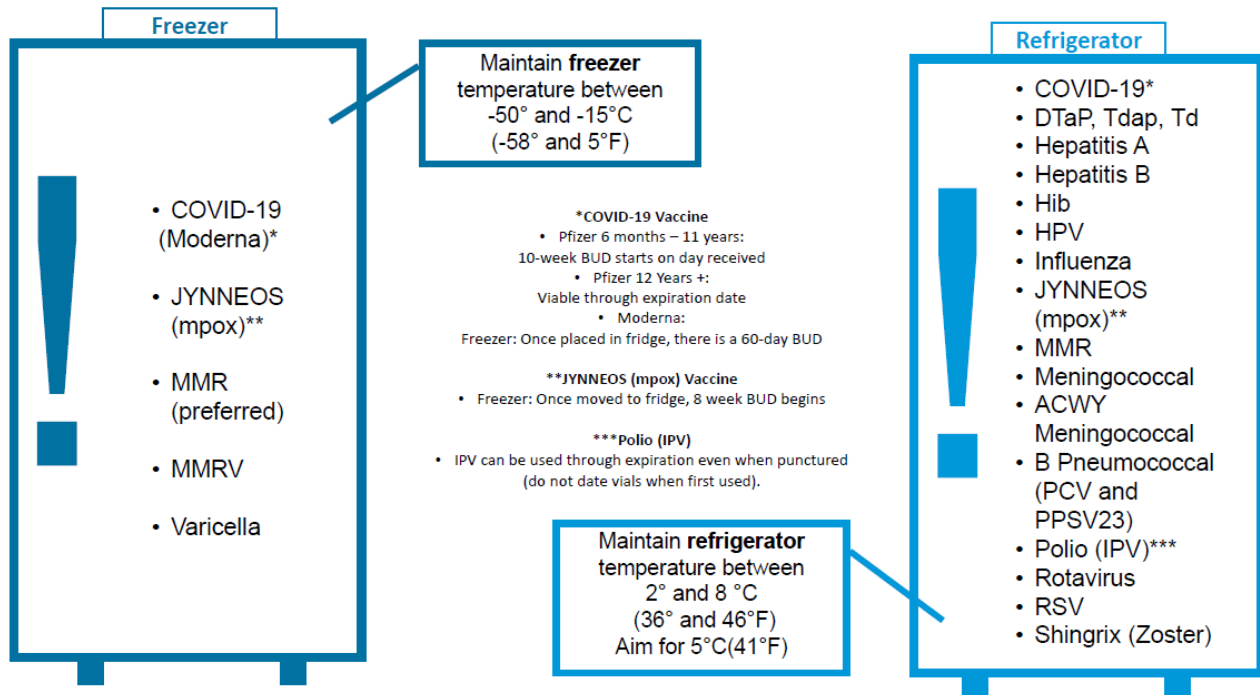 Freezer
Maintain freezer
temperature between
-50° and -15°C
(-58° and 5°F)
• COVID-19
(Moderna)*
• JYNNEOS
(mpox)**
• MMR
(preferred)
• MMRV
• Varicella
*COVID-19 Vaccine
• Pfizer 6 months – 11 years:
10-week BUD starts on day received
• Pfizer 12 Years +:
Viable through expiration date
• Moderna:
Freezer: Once placed in fridge, there is a 60-day BUD
**JYNNEOS (mpox) Vaccine
• Freezer: Once moved to fridge, 8 week BUD begins
***Polio (IPV)
• IPV can be used through expiration even when punctured
(do not date vials when first used).
Maintain refrigerator
temperature between
2° and 8 °C
(36° and 46°F)
Aim for 5°C(41°F)
Refrigerator
• COVID-19*
• DTaP, Tdap, Td
• Hepatitis A
• Hepatitis B
• Hib
• HPV
• Influenza
• JYNNEOS
(mpox)**
• MMR
• Meningococcal
• ACWY
Meningococcal
• B Pneumococcal
(PCV and
PPSV23)
• Polio (IPV)***
• Rotavirus
• RSV
• Shingrix (Zoster)